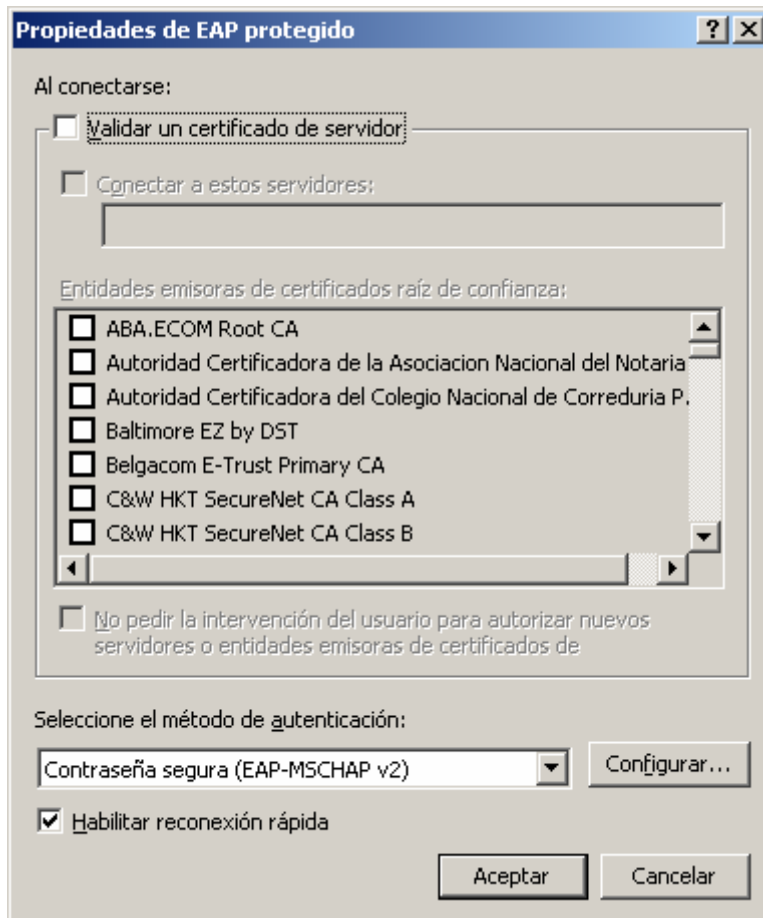 Propiedades de EAP protegido
Al conectarse:
Validar un certificado de servidor
Conectar a estos servidores:
Entidades emisoras de certificados raíz de confianza:
ABA.ECOM Root CA
Autoridad Certificadora de la Asociacion Nacional del Notaria
Autoridad Certificadora del Colegio Nacional de Correduria P.
Baltimore EZ by DST
Belgacom E-Trust Primary CA
C&W HKT SecureNet CA Class A
C&W HKT SecureNet CA Class B
No pedir la intervención del usuario para autorizar nuevos
servidores o entidades emisoras de certificados de
Seleccione el método de autenticación:
Contraseña segura (EAP-MSCHAP v2)
Configurar...
Habilitar reconexión rápida
Aceptar
Cancelar